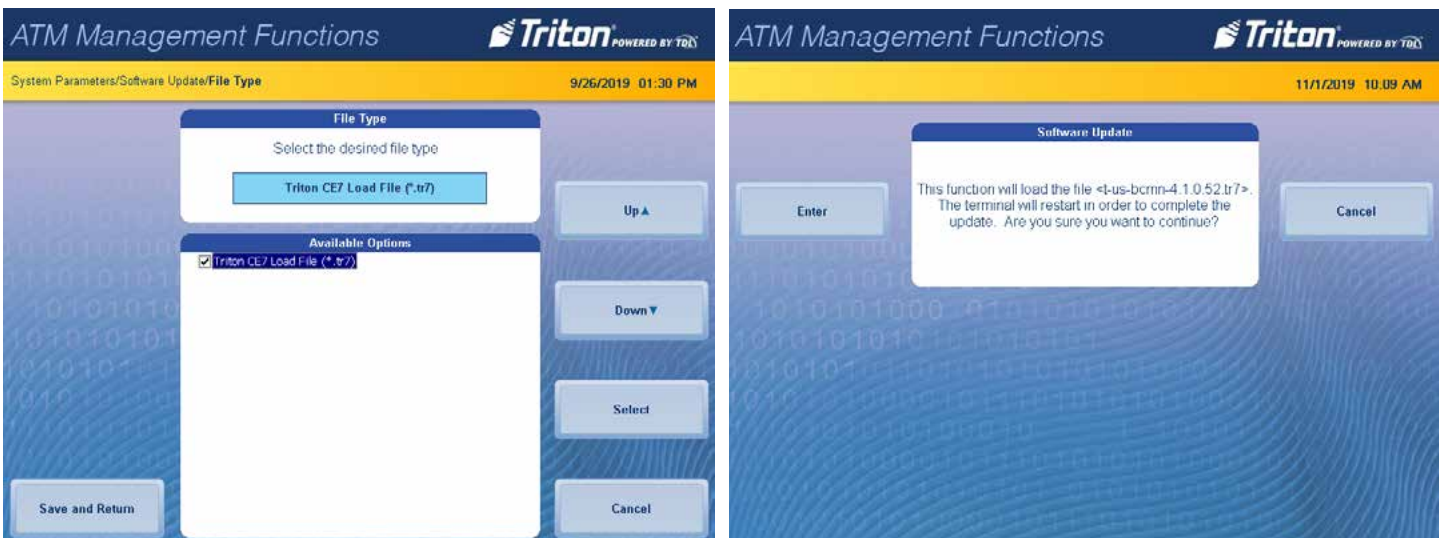 ATM Management Functions
Triton POWERED BY TDL
System Parameters/Software Update/File Type
9/26/2019 01:30 PM
File Type
Select the desired file type
Triton CE7 Load File (*.tr7)
Available Options
Triton CE7 Load File (*.tr7)
Up
Down
Select
Save and Return
Cancel
ATM Management Functions
Triton POWERED BY TDL
11/1/2019 10:09 AM
Software Update
Enter
This function will load the file <t-us-bcmn-4.1.0.52.tr7>.
The terminal will restart in order to complete the
update. Are you sure you want to continue?
Cancel